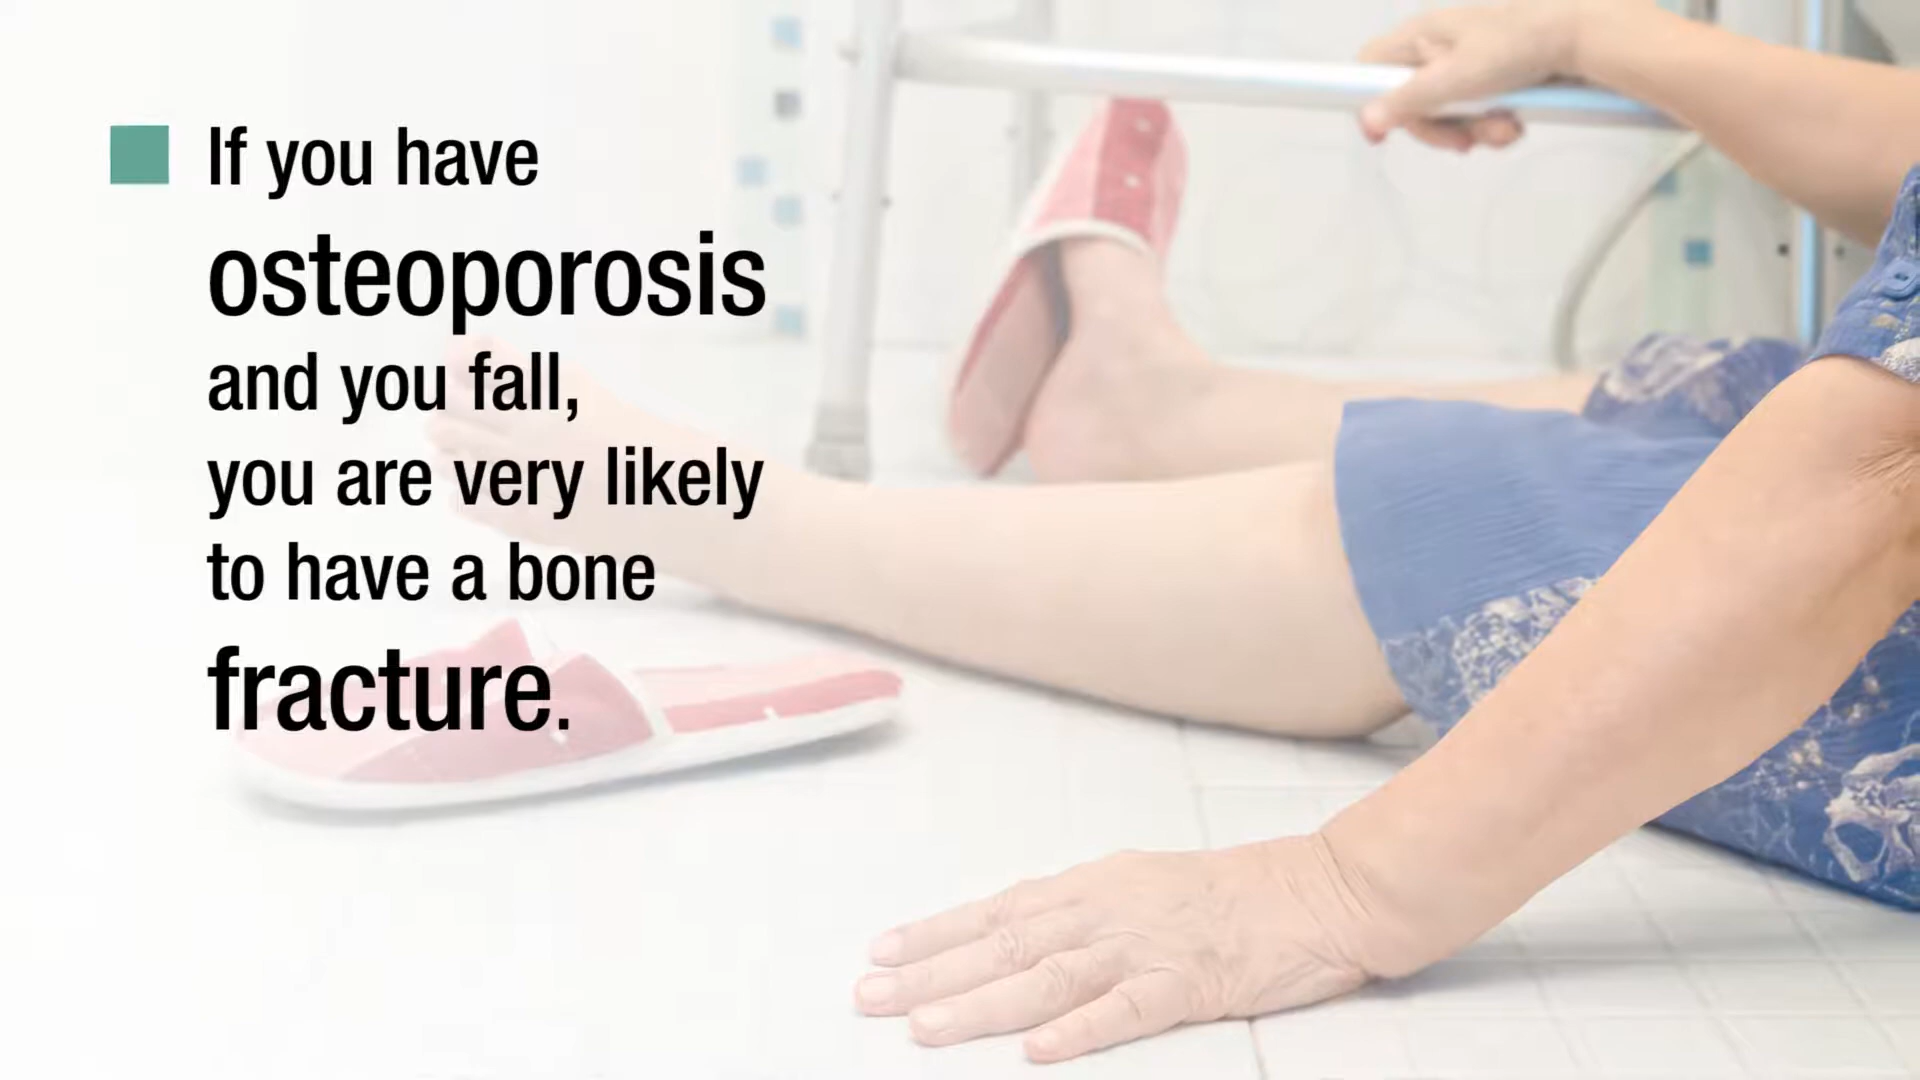 If you have
osteoporosis
and you fall,
you are very likely
to have a bone
fracture.